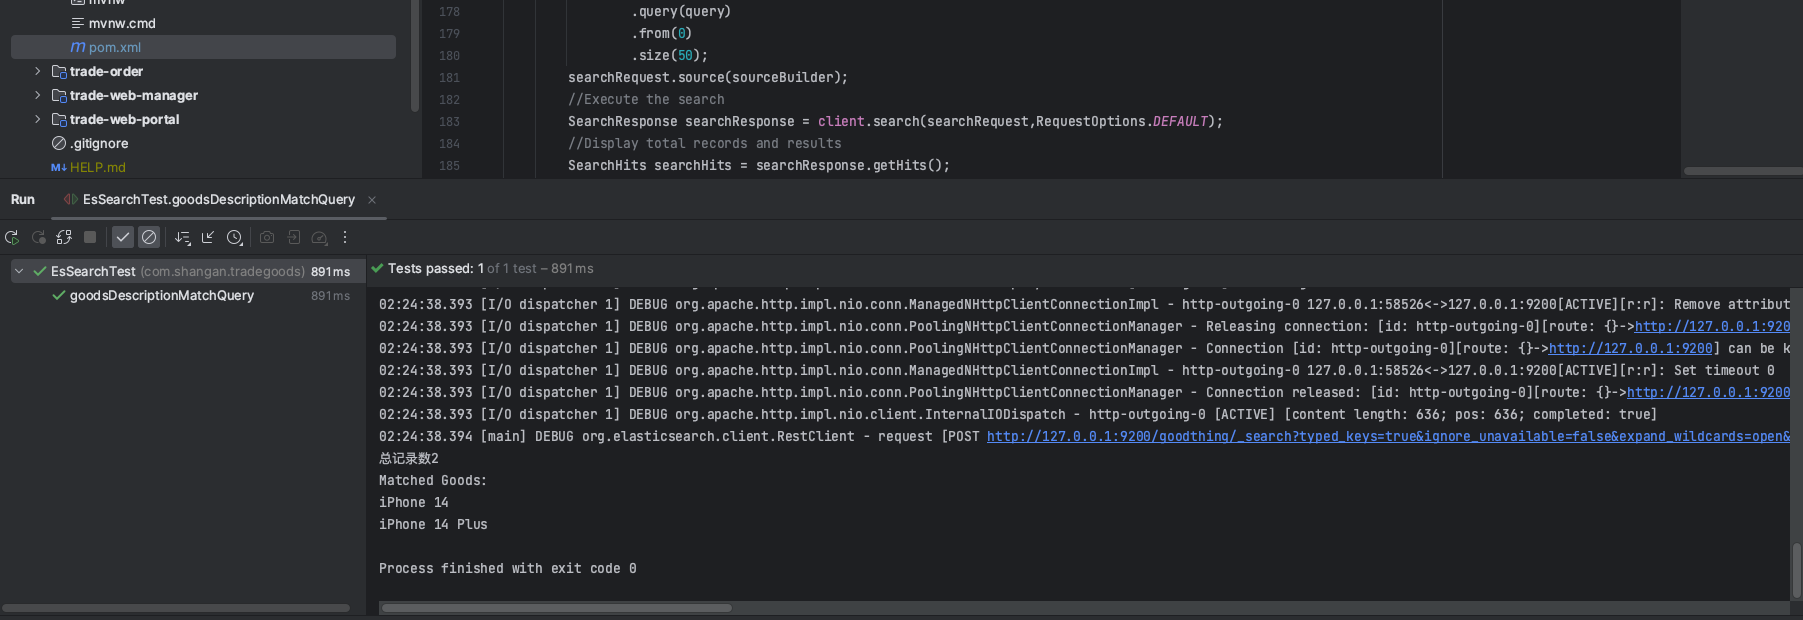 mvnw
mvnw.cmd
pom.xml
trade-order
trade-web-manager
trade-web-portal
.gitignore
HELP.md
178 .query(query)
179 .from(0)
180 .size(50);
181 searchRequest.source(sourceBuilder);
182 //Execute the search
183 SearchResponse searchResponse = client.search(searchRequest,RequestOptions.DEFAULT);
184 //Display total records and results
185 SearchHits searchHits = searchResponse.getHits();
Run EsSearchTest.goodsDescriptionMatchQuery
EsSearchTest (com.shangan.tradegoods) 891 ms
goodsDescriptionMatchQuery 891 ms
Tests passed: 1 of 1 test – 891 ms
02:24:38.393 [I/O dispatcher 1] DEBUG org.apache.http.impl.nio.conn.ManagedNHttpClientConnectionImpl - http-outgoing-0 127.0.0.1:58526<->127.0.0.1:9200[ACTIVE][r:r]: Remove attribut
02:24:38.393 [I/O dispatcher 1] DEBUG org.apache.http.impl.nio.conn.PoolingNHttpClientConnectionManager - Releasing connection: [id: http-outgoing-0][route: {}->http://127.0.0.1:920
02:24:38.393 [I/O dispatcher 1] DEBUG org.apache.http.impl.nio.conn.PoolingNHttpClientConnectionManager - Connection [id: http-outgoing-0][route: {}->http://127.0.0.1:9200] can be k
02:24:38.393 [I/O dispatcher 1] DEBUG org.apache.http.impl.nio.conn.ManagedNHttpClientConnectionImpl - http-outgoing-0 127.0.0.1:58526<->127.0.0.1:9200[ACTIVE][r:r]: Set timeout 0
02:24:38.393 [I/O dispatcher 1] DEBUG org.apache.http.impl.nio.conn.PoolingNHttpClientConnectionManager - Connection released: [id: http-outgoing-0][route: {}->http://127.0.0.1:9200
02:24:38.393 [I/O dispatcher 1] DEBUG org.apache.http.impl.nio.client.InternalIODispatch - http-outgoing-0 [ACTIVE] [content length: 636; pos: 636; completed: true]
02:24:38.394 [main] DEBUG org.elasticsearch.client.RestClient - request [POST http://127.0.0.1:9200/goodthing/_search?typed_keys=true&ignore_unavailable=false&expand_wildcards=open&
总记录数2
Matched Goods:
iPhone 14
iPhone 14 Plus
Process finished with exit code 0